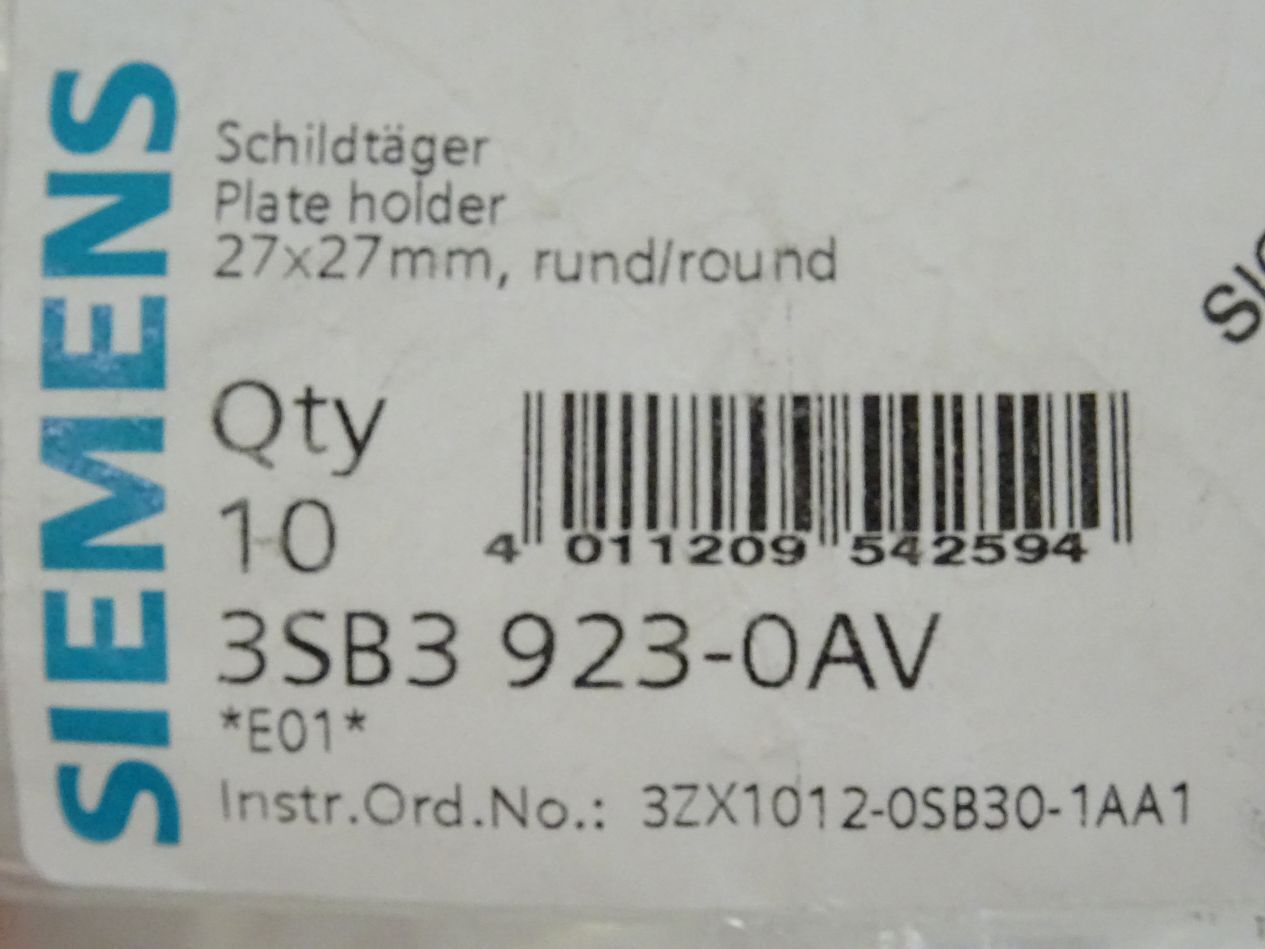 SIEMENS
Schildtäger
Plate holder
27x27mm, rund/round
Qty
10
4 011209 542594
3SB3 923-0AV
*E01*
Instr.Ord.No.: 3ZX1012-0SB30-1AA1